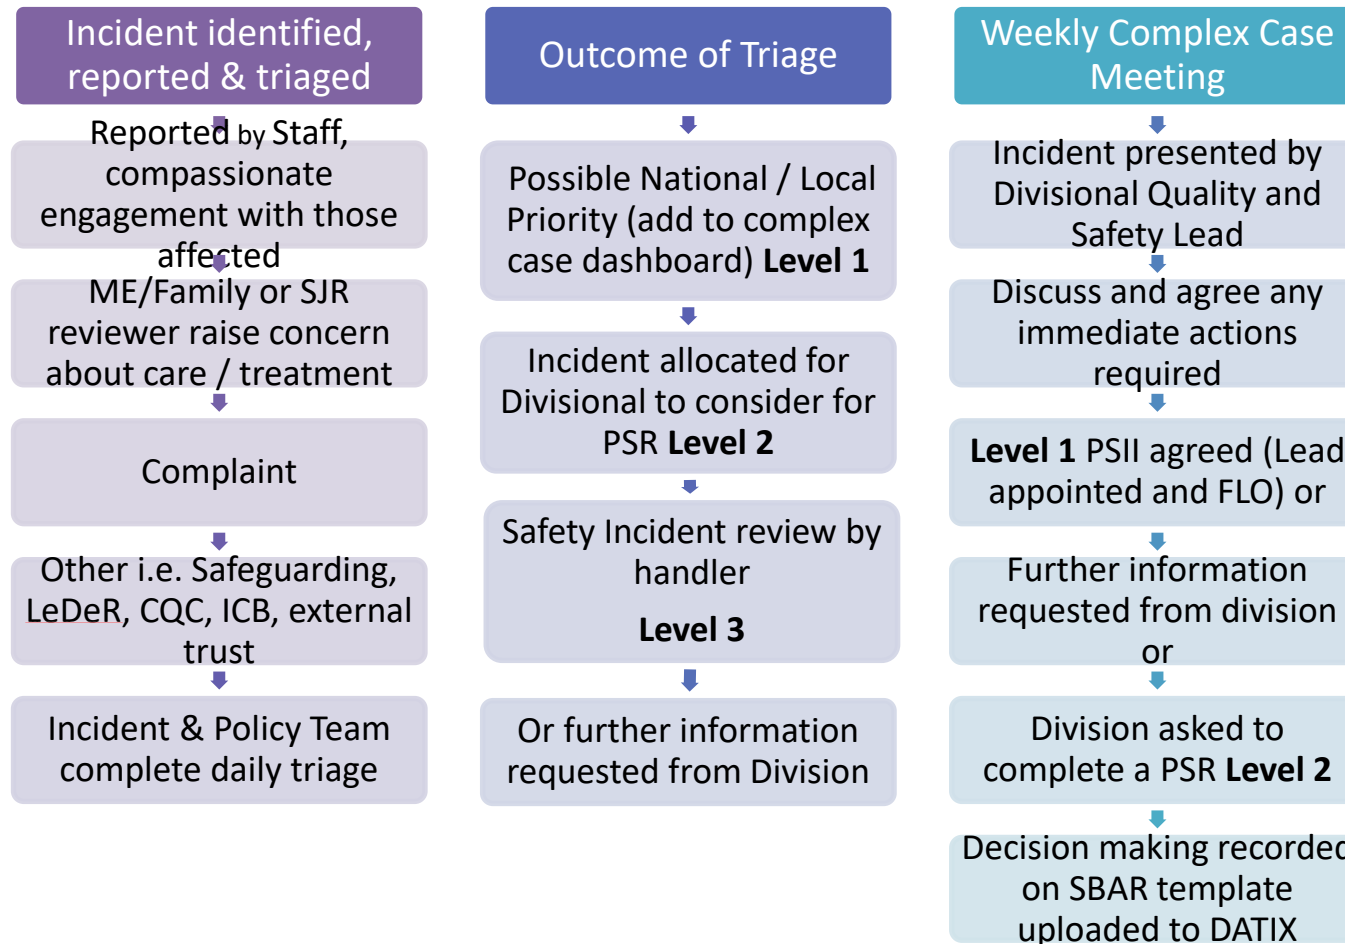 Incident identified,
reported & triaged
Reported by Staff,
compassionate
engagement with those
affected
ME/Family or SJR
reviewer raise concern
about care / treatment
Complaint
Other i.e. Safeguarding,
LeDeR, CQC, ICB, external
trust
Incident & Policy Team
complete daily triage
Outcome of Triage
Possible National / Local
Priority (add to complex
case dashboard) Level 1
Incident allocated for
Divisional to consider for
PSR Level 2
Safety Incident review by
handler
Level 3
Or further information
requested from Division
Weekly Complex Case
Meeting
Incident presented by
Divisional Quality and
Safety Lead
Discuss and agree any
immediate actions
required
Level 1 PSII agreed (Lead
appointed and FLO) or
Further information
requested from division
or
Division asked to
complete a PSR Level 2
Decision making recorded
on SBAR template
uploaded to DATIX